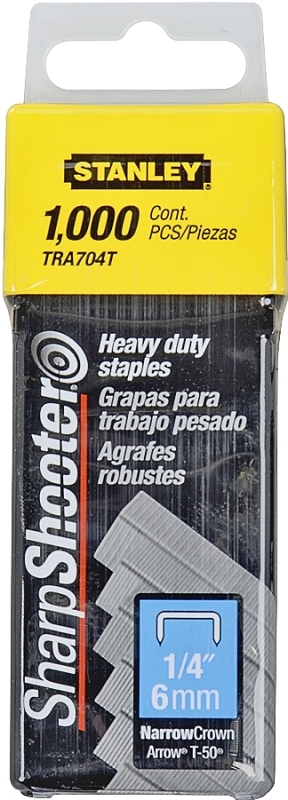 STANLEY
1,000 Cont.
PCS/Piezas
TRA704T
SharpShooter
Heavy duty
staples
Grapas para
trabajo pesado
Agrafes
robustes
1/4"
6mm
NarrowCrown
Arrow® T-50®